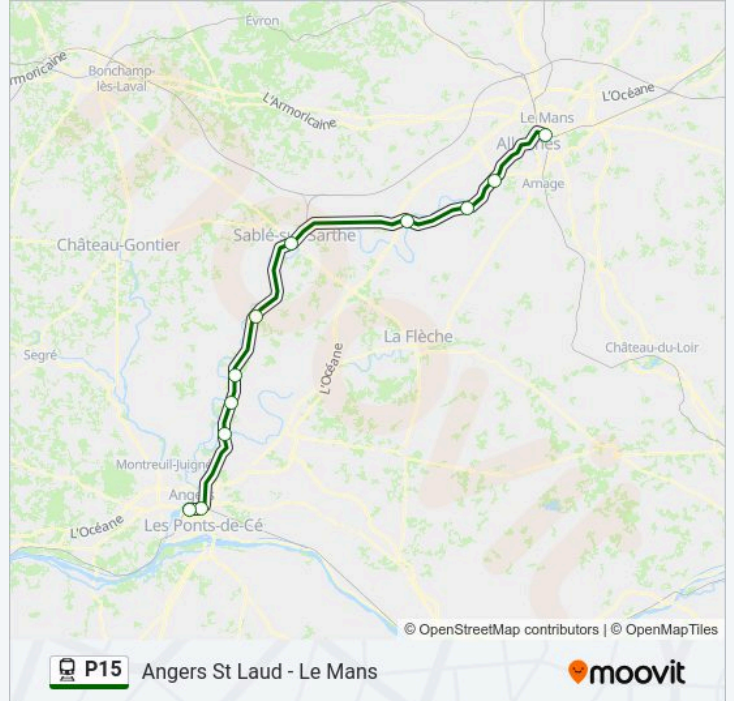 Évron
Armoricaine
Bonchamp-
lès-Laval
L'Armoricaine
L'Océane
Le Mans
Allonnes
Arnage
Château-Gontier
Sablé-sur-Sarthe
La Flèche
L'Océane
Château-du-Loir
Segré
Montreuil-Juigné
Angers
L'Océane
Les Ponts-de-Cé
© OpenStreetMap contributors | © OpenMapTiles
P15 Angers St Laud - Le Mans
moovit